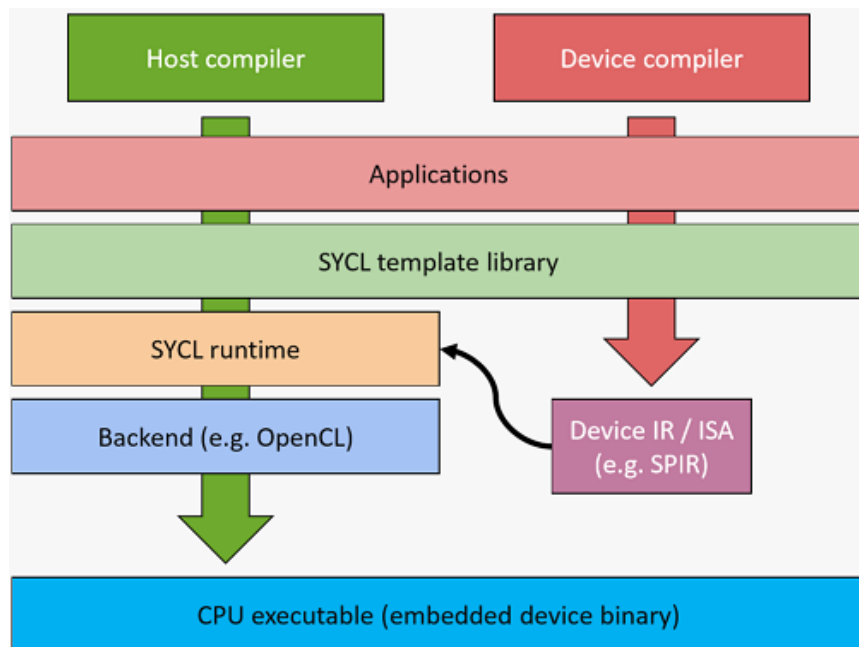 Host compiler
Device compiler
Applications
SYCL template library
SYCL runtime
Backend (e.g. OpenCL)
Device IR / ISA
(e.g. SPIR)
CPU executable (embedded device binary)